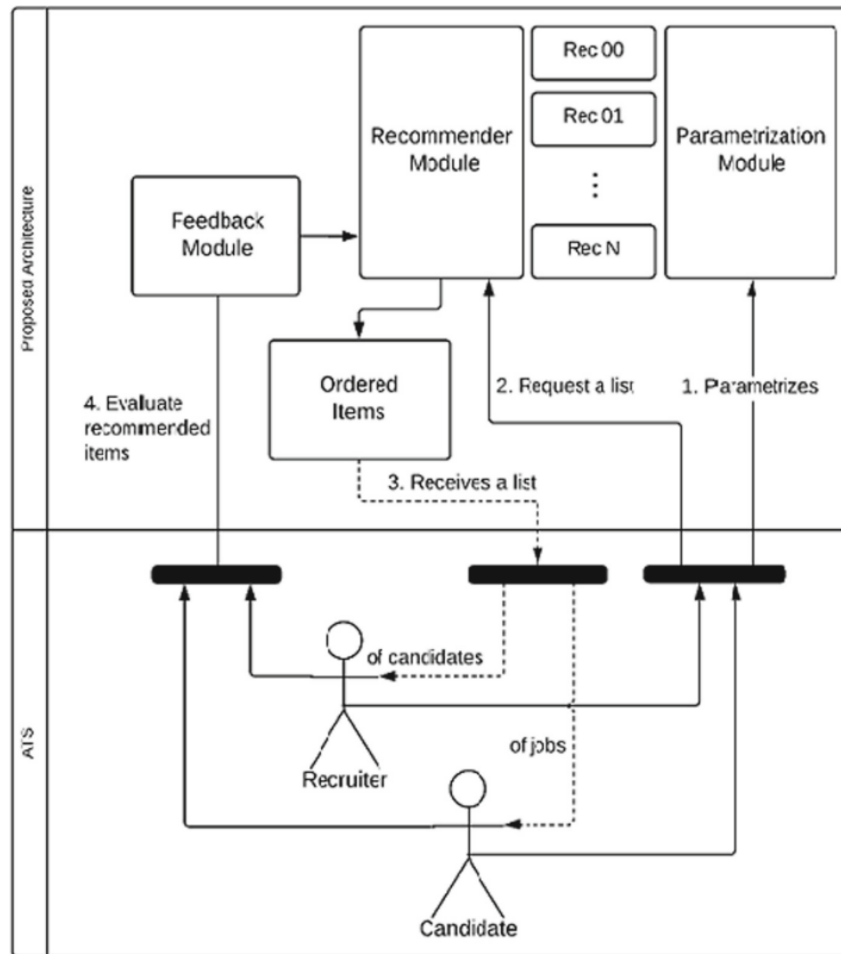 Proposed Architecture
Rec 00
Rec 01
Rec N
Recommender
Module
Parametrization
Module
Feedback
Module
Ordered
Items
4. Evaluate
recommended
items
2. Request a list
1. Parametrizes
3. Receives a list
ATS
of candidates
Recruiter
of jobs
Candidate